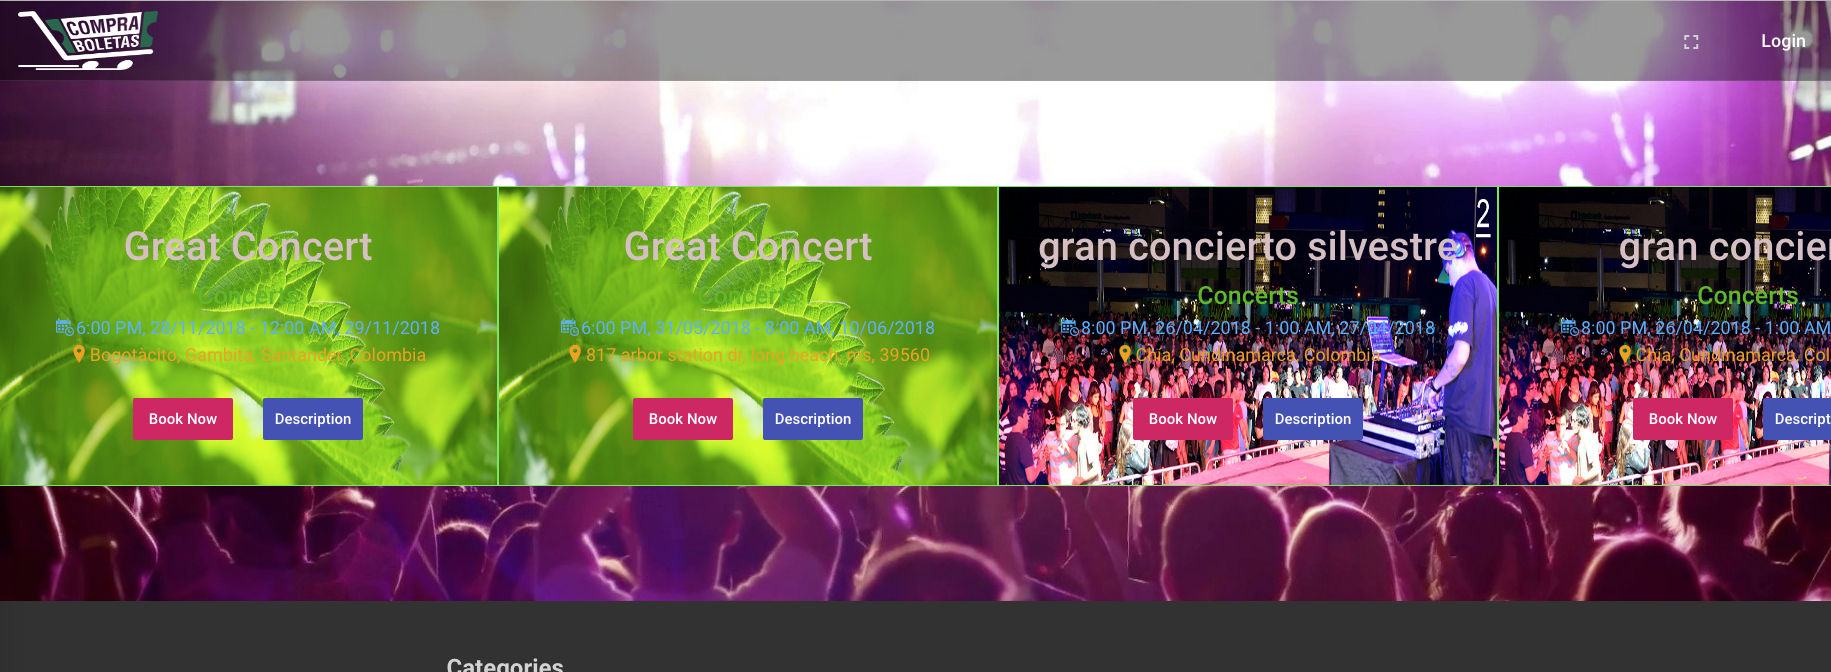 COMPRA
BOLETAS
Login
Great Concert
Concerts
6:00 PM, 28/11/2018 - 12:00 AM, 29/11/2018
Bogotàcito, Gambita, Santander, Colombia
Book Now
Description
Great Concert
Concerts
6:00 PM, 31/05/2018 - 8:00 AM, 10/06/2018
817 arbor station dr, long beach, ms, 39560
Book Now
Description
2
gran concierto silvestre
Concerts
8:00 PM, 26/04/2018 - 1:00 AM, 27/04/2018
Chía, Cundinamarca, Colombia
Book Now
Description
gran concier
Concerts
8:00 PM, 26/04/2018 - 1:00 AM
Chía, Cundinamarca, Col
Book Now
Descript
Categories